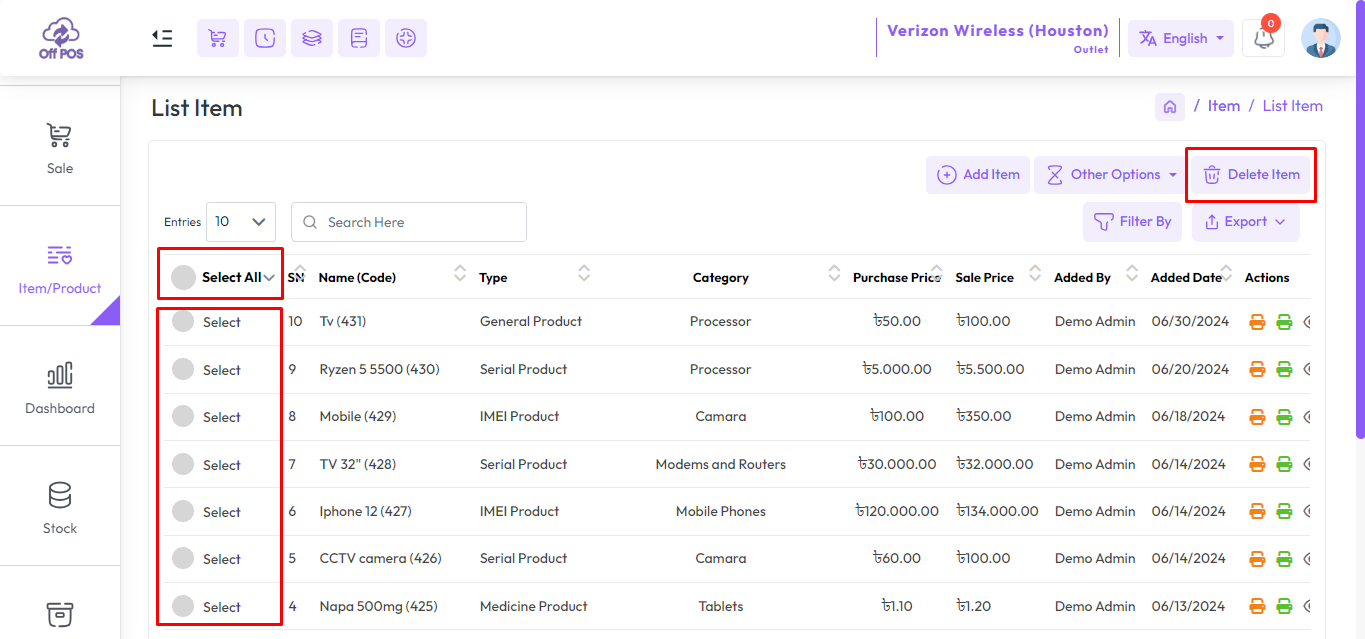 Off POS
Verizon Wireless (Houston)
Outlet
English
0
List Item
/ Item / List Item
Sale
Item/Product
Dashboard
Stock
Add Item Other Options Delete Item
Entries 10 Search Here Filter By Export
Select All SN Name (Code) Type Category Purchase Price Sale Price Added By Added Date Actions
Select 10 Tv (431) General Product Processor ৳50.00 ৳100.00 Demo Admin 06/30/2024
Select 9 Ryzen 5 5500 (430) Serial Product Processor ৳5.000.00 ৳5.500.00 Demo Admin 06/20/2024
Select 8 Mobile (429) IMEI Product Camara ৳100.00 ৳350.00 Demo Admin 06/18/2024
Select 7 TV 32" (428) Serial Product Modems and Routers ৳30.000.00 ৳32.000.00 Demo Admin 06/14/2024
Select 6 Iphone 12 (427) IMEI Product Mobile Phones ৳120.000.00 ৳134.000.00 Demo Admin 06/14/2024
Select 5 CCTV camera (426) Serial Product Camara ৳60.00 ৳100.00 Demo Admin 06/14/2024
Select 4 Napa 500mg (425) Medicine Product Tablets ৳1.10 ৳1.20 Demo Admin 06/13/2024